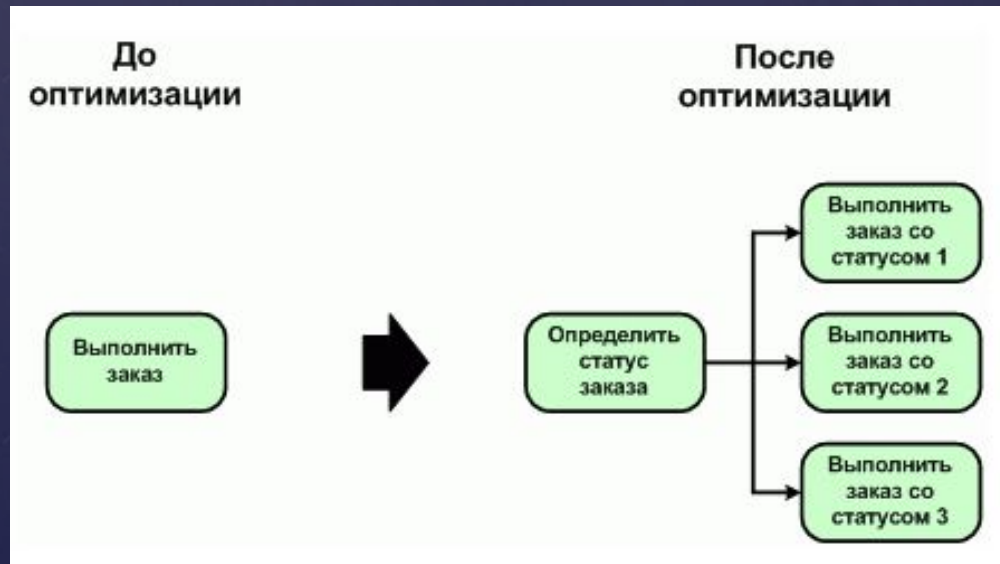 До
оптимизации
После
оптимизации
Выполнить
заказ
Определить
статус
заказа
Выполнить
заказ со
статусом 1
Выполнить
заказ со
статусом 2
Выполнить
заказ со
статусом 3